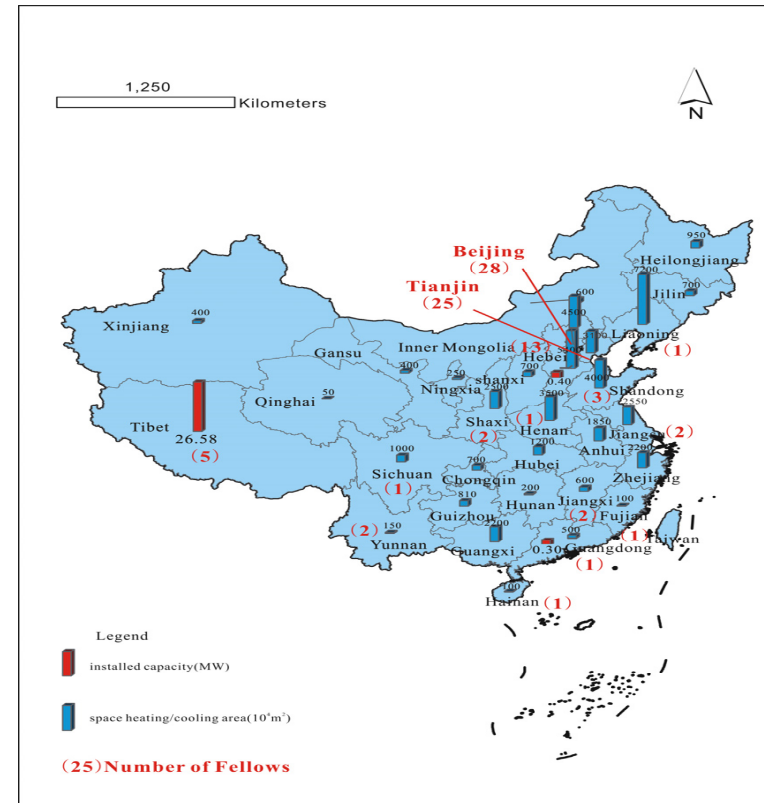 1,250
Kilometers
N
950
Heilongjiang
Beijing
(28)
7200
Tianjin
(25)
600
700
Jilin
4500
400
Xinjiang
Liaoning
Inner Mongolia
(13)
Hebei
(1)
Gansu
400
250
700
shanxi
Ningxia
0.40
4000
Shandong
50
Qinghai
2500
3500
(3)
2550
Tibet
26.58
(5)
Shaxi
(2)
(1)
Henan
1850
Jiangsu
(2)
1000
Sichuan
(1)
700
Chongqin
1200
Hubei
Anhui
2200
Zhejiang
810
Guizhou
200
Hunan
600
Jiangxi
(2)
100
Fujian
(2)
150
Yunnan
2200
Guangxi
0.30
500
Guangdong
(1)
(1)
Taiwan
100
Hainan
(1)
Legend
installed capacity(MW)
space heating/cooling area(10⁴m²)
(25)Number of Fellows